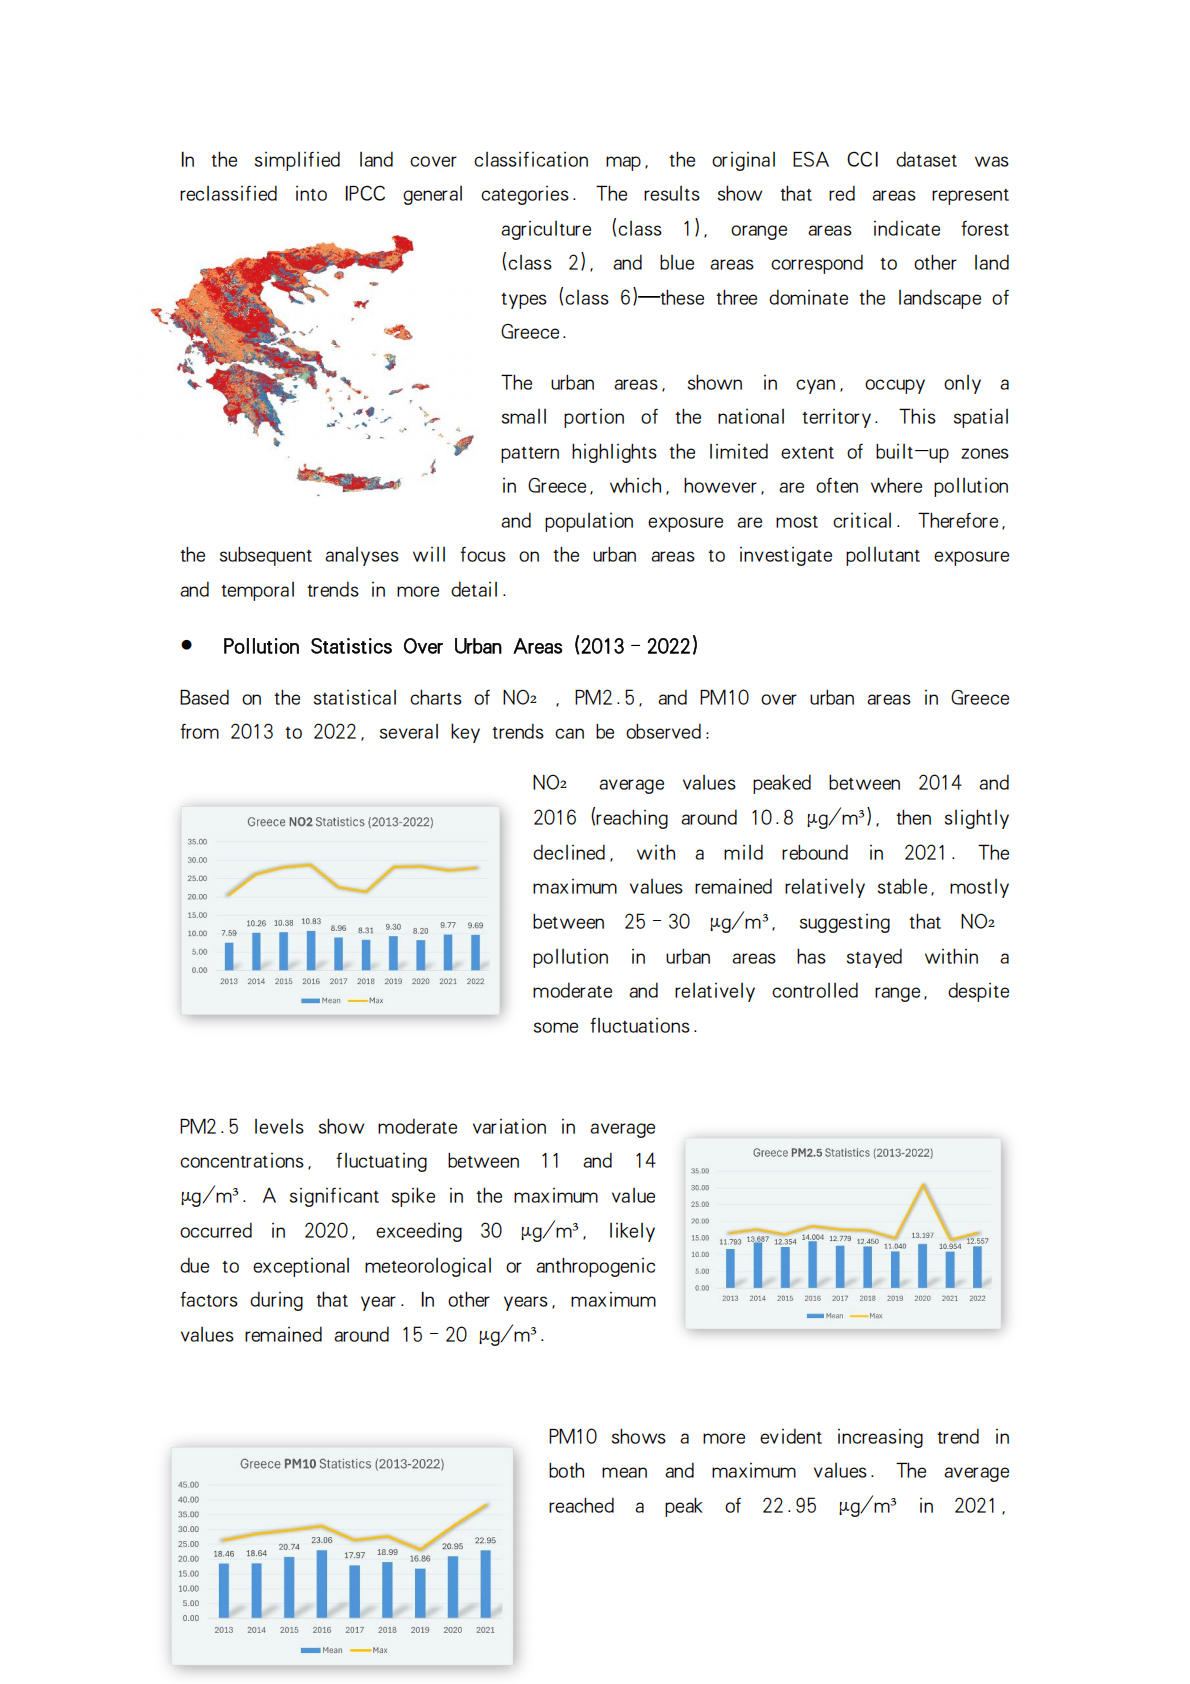 In the simplified land cover classification map, the original ESA CCI dataset was
reclassified into IPCC general categories. The results show that red areas represent
agriculture (class 1), orange areas indicate forest
(class 2), and blue areas correspond to other land
types (class 6)—these three dominate the landscape of
Greece.
The urban areas, shown in cyan, occupy only a
small portion of the national territory. This spatial
pattern highlights the limited extent of built-up zones
in Greece, which, however, are often where pollution
and population exposure are most critical. Therefore,
the subsequent analyses will focus on the urban areas to investigate pollutant exposure
and temporal trends in more detail.
● Pollution Statistics Over Urban Areas (2013–2022)
Based on the statistical charts of NO₂ , PM2.5, and PM10 over urban areas in Greece
from 2013 to 2022, several key trends can be observed:
NO₂ average values peaked between 2014 and
2016 (reaching around 10.8 µg/m³), then slightly
declined, with a mild rebound in 2021. The
maximum values remained relatively stable, mostly
between 25–30 µg/m³, suggesting that NO₂
pollution in urban areas has stayed within a
moderate and relatively controlled range, despite
some fluctuations.
Greece NO2 Statistics (2013-2022)
35.00
30.00
25.00
20.00
15.00
10.00
5.00
0.00
7.59 10.26 10.38 10.83 8.96 8.31 9.30 8.20 9.77 9.69
2013 2014 2015 2016 2017 2018 2019 2020 2021 2022
Mean Max
PM2.5 levels show moderate variation in average
concentrations, fluctuating between 11 and 14
µg/m³. A significant spike in the maximum value
occurred in 2020, exceeding 30 µg/m³, likely
due to exceptional meteorological or anthropogenic
factors during that year. In other years, maximum
values remained around 15–20 µg/m³.
Greece PM2.5 Statistics (2013-2022)
35.00
30.00
25.00
20.00
15.00
10.00
5.00
0.00
11.793 13.687 12.354 14.004 12.779 12.450 11.040 13.197 10.954 12.557
2013 2014 2015 2016 2017 2018 2019 2020 2021 2022
Mean Max
PM10 shows a more evident increasing trend in
both mean and maximum values. The average
reached a peak of 22.95 µg/m³ in 2021,
Greece PM10 Statistics (2013-2022)
45.00
40.00
35.00
30.00
25.00
20.00
15.00
10.00
5.00
0.00
18.46 18.64 20.74 23.06 17.97 18.99 16.86 20.95 22.95
2013 2014 2015 2016 2017 2018 2019 2020 2021
Mean Max